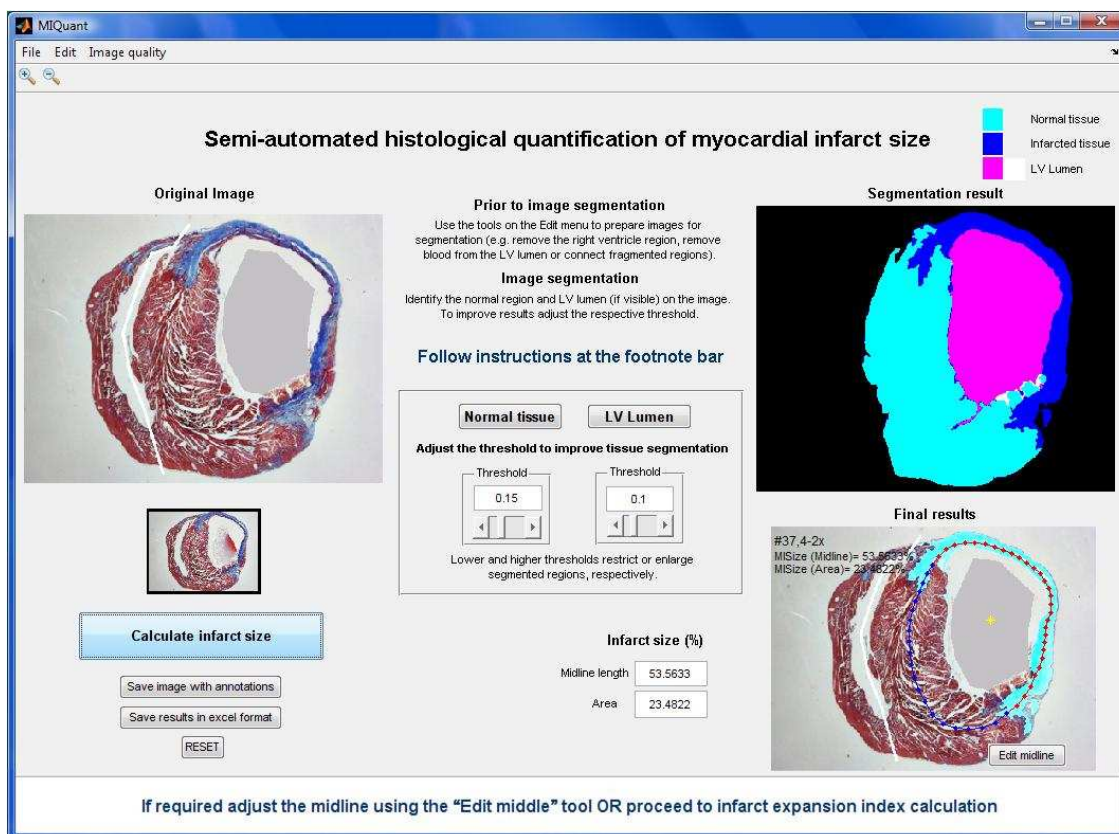 MIQuant
File Edit Image quality
Semi-automated histological quantification of myocardial infarct size
Normal tissue
Infarcted tissue
LV Lumen
Original Image
Prior to image segmentation
Use the tools on the Edit menu to prepare images for
segmentation (e.g. remove the right ventricle region, remove
blood from the LV lumen or connect fragmented regions).
Image segmentation
Identify the normal region and LV lumen (if visible) on the image.
To improve results adjust the respective threshold.
Follow instructions at the footnote bar
Normal tissue LV Lumen
Adjust the threshold to improve tissue segmentation
Threshold Threshold
0.15 0.1
Lower and higher thresholds restrict or enlarge
segmented regions, respectively.
Segmentation result
Final results
#37,4-2x
MISize (Midline)= 53.5633%
MISize (Area)= 23.4822%
Edit midline
Calculate infarct size
Save image with annotations
Save results in excel format
RESET
Infarct size (%)
Midline length 53.5633
Area 23.4822
If required adjust the midline using the “Edit middle” tool OR proceed to infarct expansion index calculation